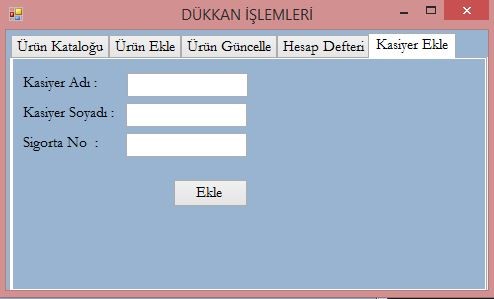 DÜKKAN İŞLEMLERİ
Ürün Kataloğu Ürün Ekle Ürün Güncelle Hesap Defteri Kasiyer Ekle
Kasiyer Adı :
Kasiyer Soyadı :
Sigorta No :
Ekle